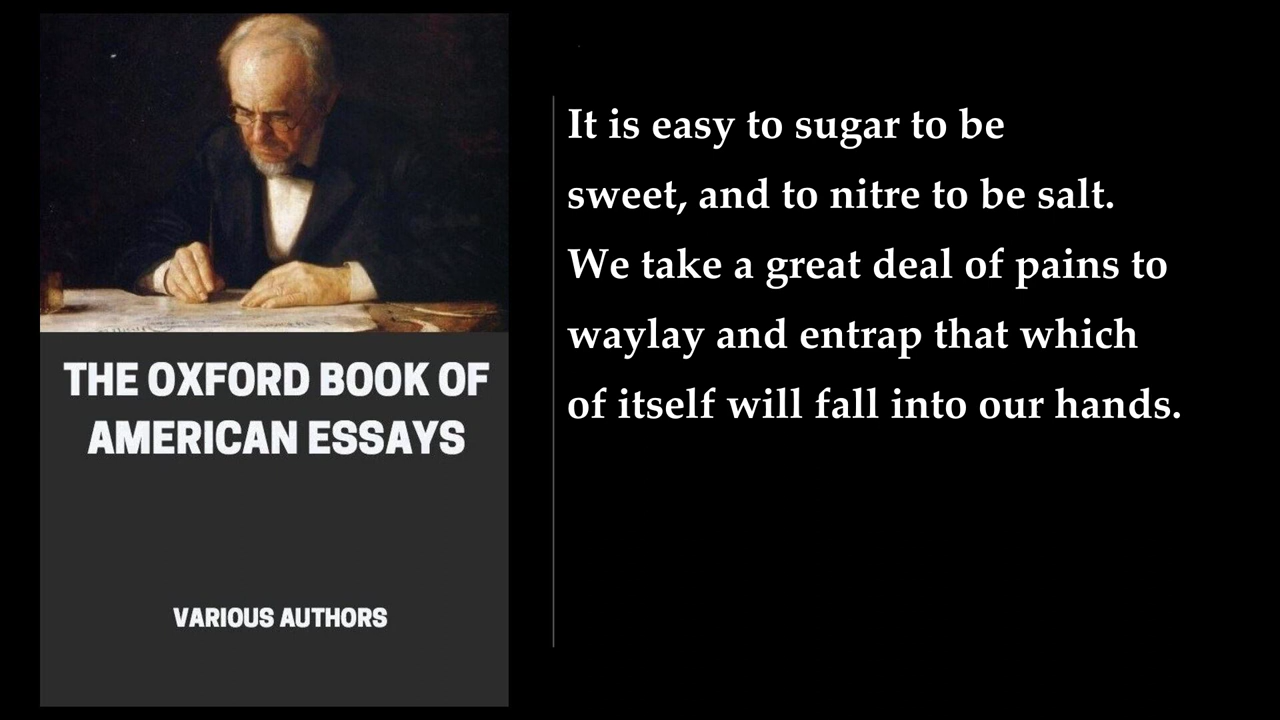 THE OXFORD BOOK OF
AMERICAN ESSAYS
VARIOUS AUTHORS
It is easy to sugar to be
sweet, and to nitre to be salt.
We take a great deal of pains to
waylay and entrap that which
of itself will fall into our hands.